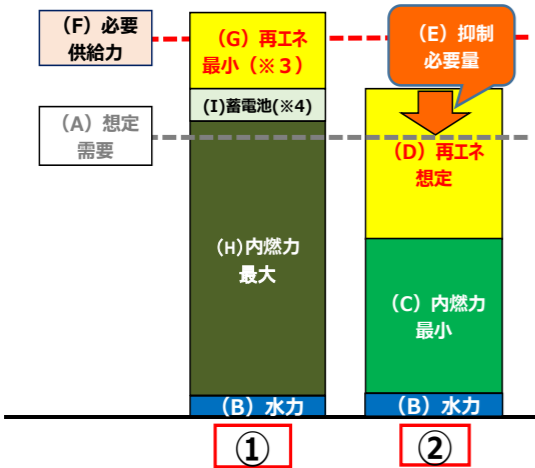 (F)必要
供給力
(G)再エネ
最小(※3)
(E)抑制
必要量
(I)蓄電池(※4)
(A)想定
需要
(D)再エネ
想定
(H)内燃力
最大
(C)内燃力
最小
(B)水力
(B)水力
①
②